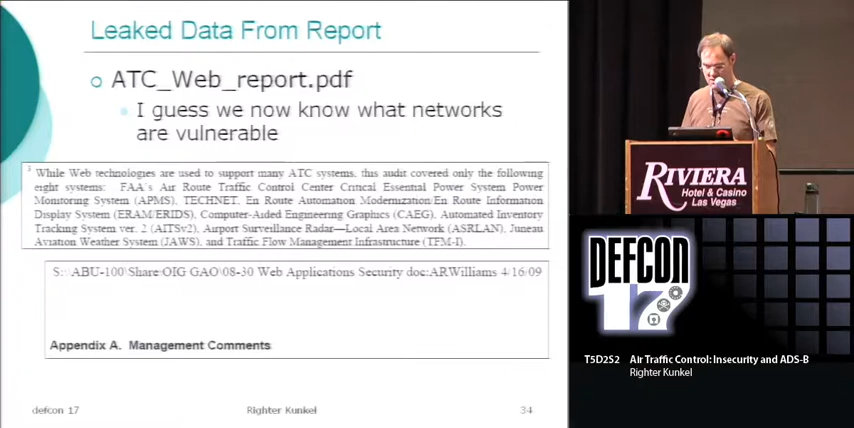 Leaked Data From Report
ATC_Web_report.pdf
I guess we now know what networks
are vulnerable
3 While Web technologies are used to support many ATC systems, this audit covered only the following
eight systems: FAA's Air Route Traffic Control Center Critical Essential Power System Power
Monitoring System (APMS), TECHNET, En Route Automation Modernization/En Route Information
Display System (ERAM/ERIDS), Computer-Aided Engineering Graphics (CAEG), Automated Inventory
Tracking System ver. 2 (AITSv2), Airport Surveillance Radar—Local Area Network (ASRLAN), Juneau
Aviation Weather System (JAWS), and Traffic Flow Management Infrastructure (TFM-I).
S:\ABU-100\Share:OIG GAO\08-30 Web Applications Security doc:ARWilliams 4/16/09
Appendix A. Management Comments
defcon 17
Righter Kunkel
34
RIVIERA
Hotel & Casino
Las Vegas
DEFCON
17
T5D2S2 Air Traffic Control: Insecurity and ADS-B
Righter Kunkel